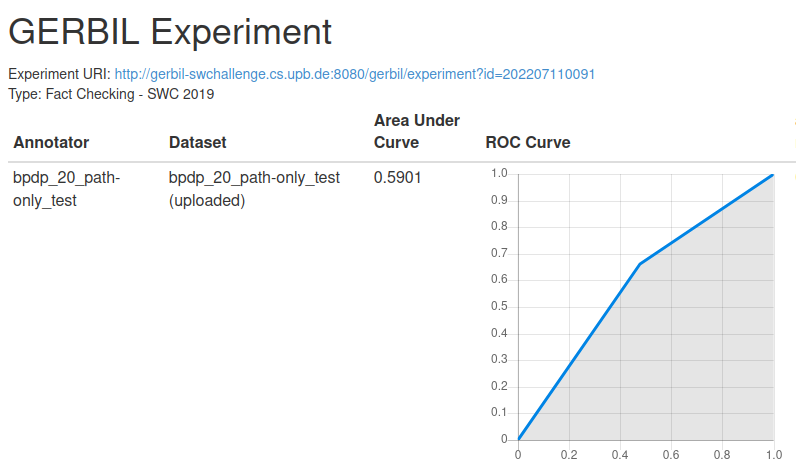 GERBIL Experiment
Experiment URI: http://gerbil-swchallenge.cs.upb.de:8080/gerbil/experiment?id=202207110091
Type: Fact Checking - SWC 2019
Annotator Dataset Area Under Curve ROC Curve
bpdp_20_path-only_test bpdp_20_path-only_test (uploaded) 0.5901
1.0
0.9
0.8
0.7
0.6
0.5
0.4
0.3
0.2
0.1
0
0 0.2 0.4 0.6 0.8 1.0